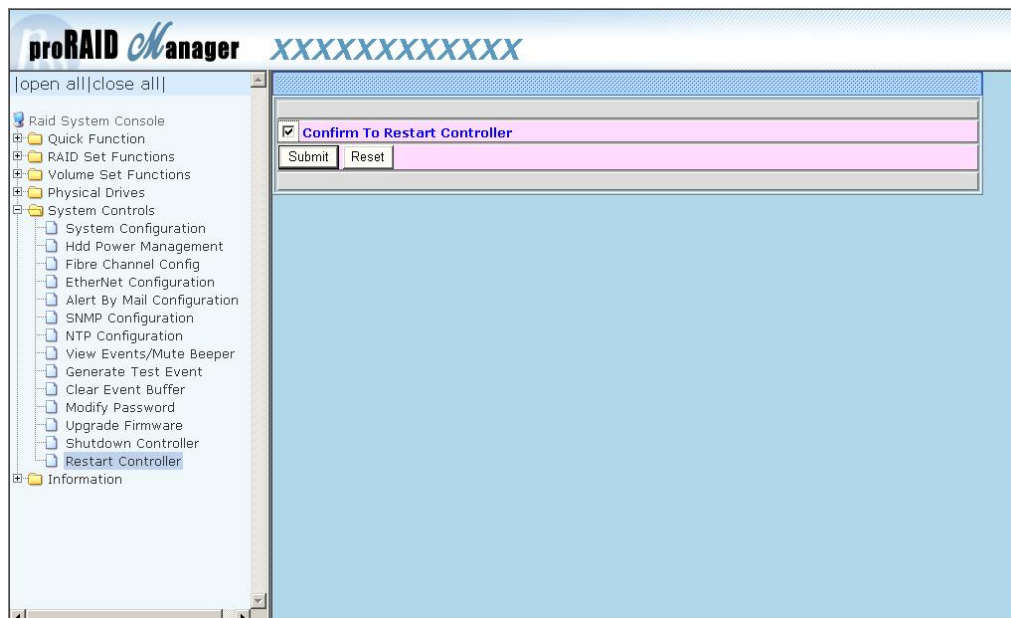 proRAID Manager XXXXXXXXXXXX
|open all|close all|
Raid System Console
Quick Function
RAID Set Functions
Volume Set Functions
Physical Drives
System Controls
System Configuration
Hdd Power Management
Fibre Channel Config
EtherNet Configuration
Alert By Mail Configuration
SNMP Configuration
NTP Configuration
View Events/Mute Beeper
Generate Test Event
Clear Event Buffer
Modify Password
Upgrade Firmware
Shutdown Controller
Restart Controller
Information
Confirm To Restart Controller
Submit Reset